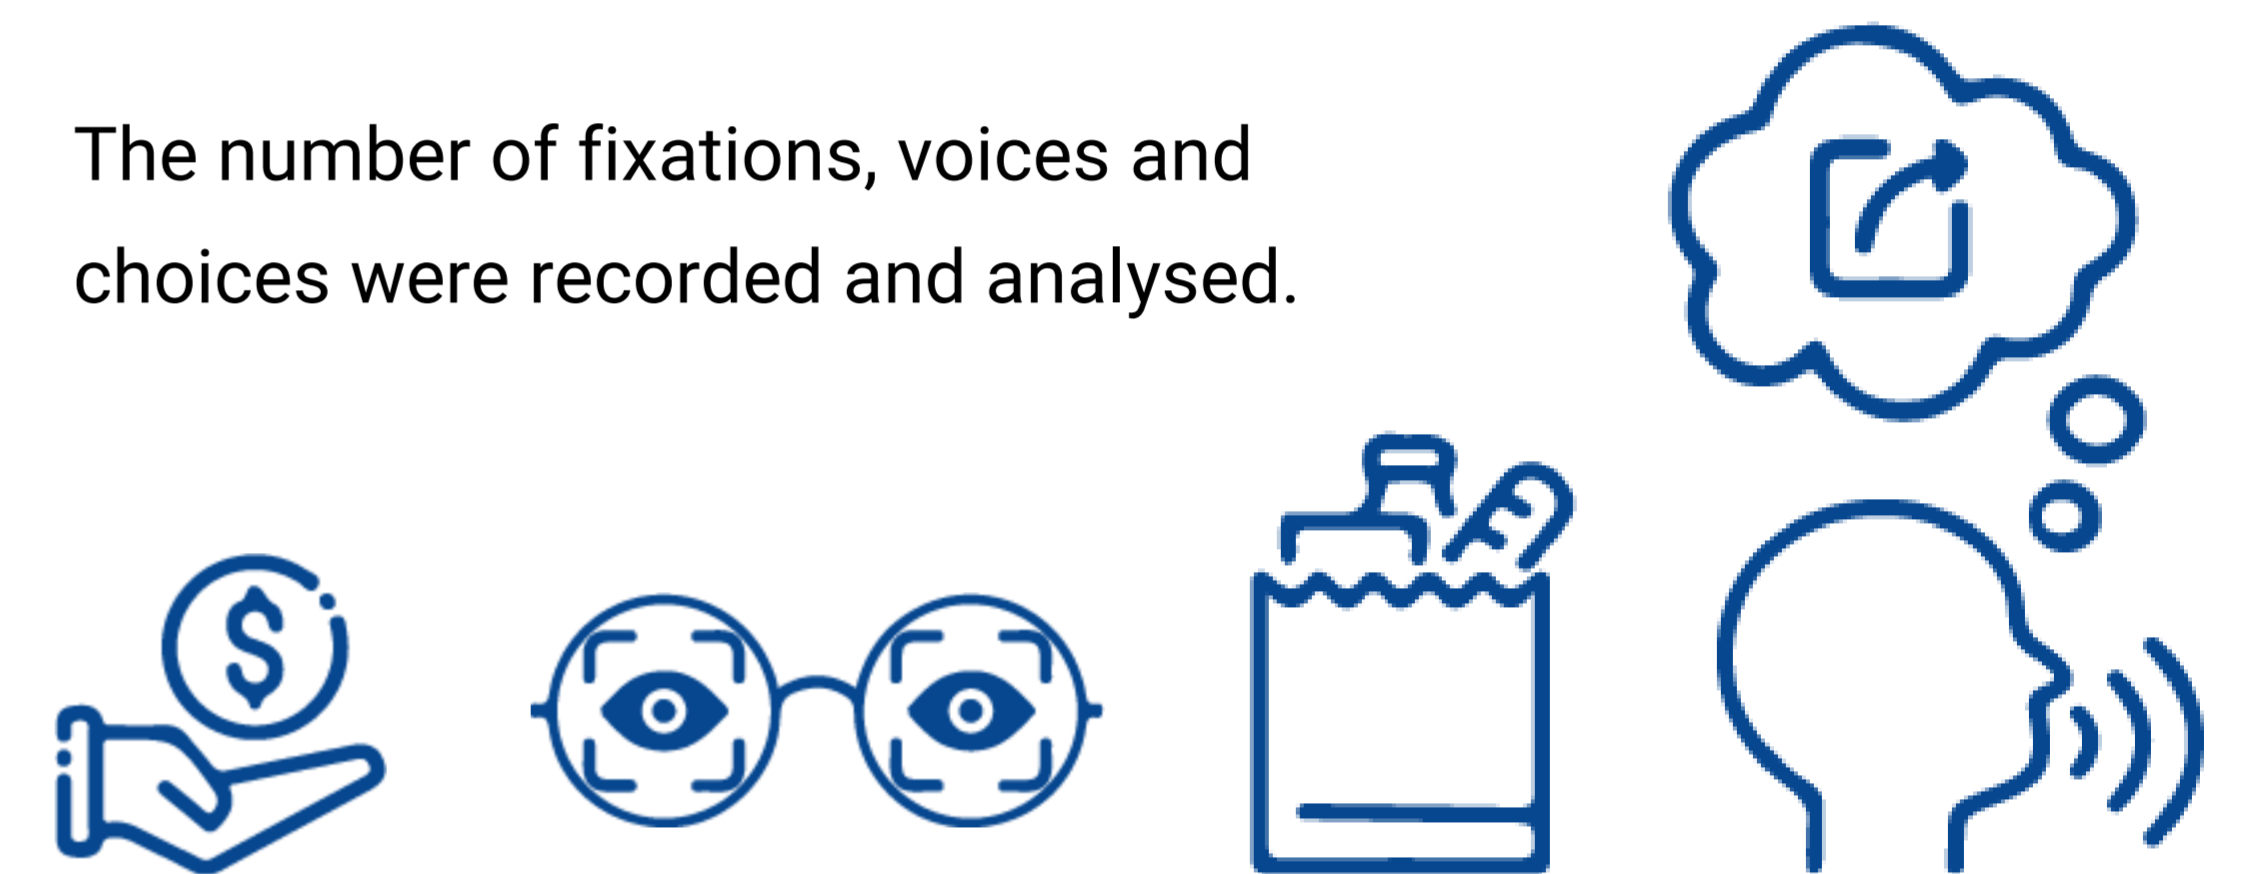 The number of fixations, voices and
choices were recorded and analysed.
$